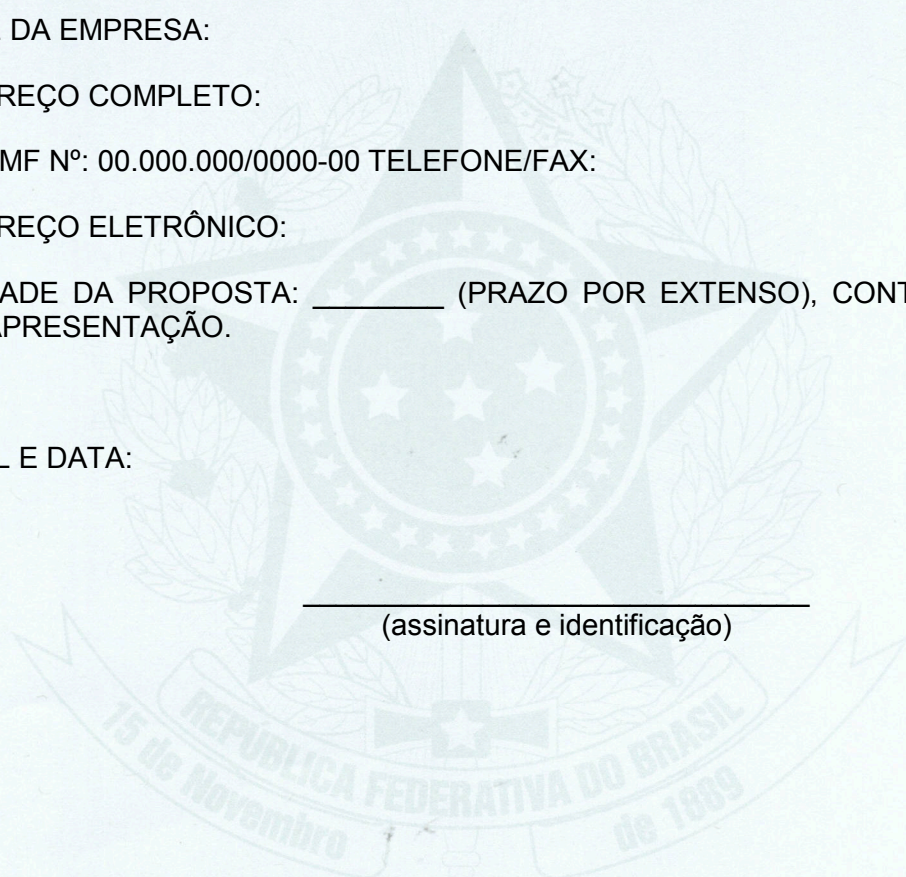 DA EMPRESA:
REÇO COMPLETO:
MF Nº: 00.000.000/0000-00 TELEFONE/FAX:
REÇO ELETRÔNICO:
ADE DA PROPOSTA: ________ (PRAZO POR EXTENSO), CONT
APRESENTAÇÃO.
L E DATA:
(assinatura e identificação)
REPÚBLICA FEDERATIVA DO BRASIL
15 de Novembro de 1889